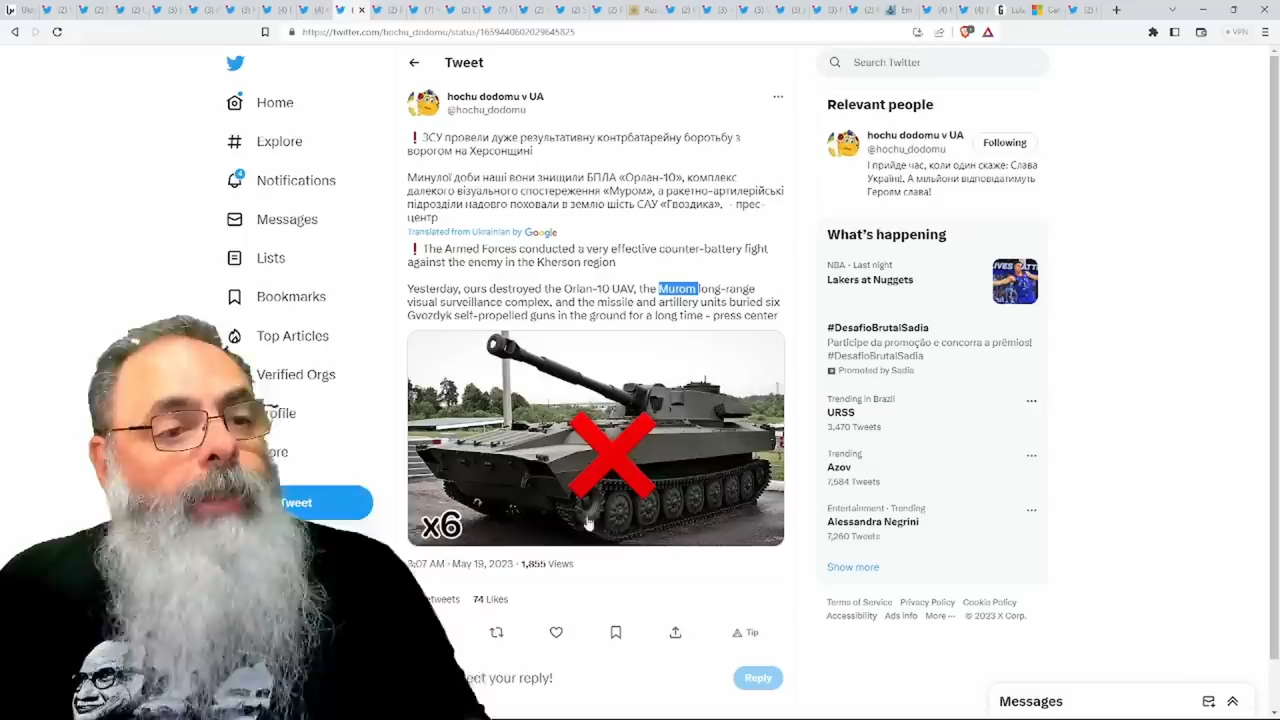 https://twitter.com/hochu_dodomu/status/1659440602029645825
VPN
Home
Explore
Notifications
Messages
Lists
Bookmarks
Top Articles
Verified Orgs
Tweet
hochu dodomu v UA
@hochu_dodomu
❗ЗСУ провели дуже результативну контрбатарейну боротьбу з
ворогом на Херсонщині
Минулої доби наші вони знищили БПЛА «Орлан-10», комплекс
далекого візуального спостереження «Муром», а ракетно-артилерійські
підрозділи надовго поховали в землю шість САУ «Гвоздика», - прес-
центр
Translated from Ukrainian by Google
❗The Armed Forces conducted a very effective counter-battery fight
against the enemy in the Kherson region
Yesterday, ours destroyed the Orlan-10 UAV, the Murom long-range
visual surveillance complex, and the missile and artillery units buried six
Gvozdyk self-propelled guns in the ground for a long time - press center
x6
3:07 AM · May 19, 2023 · 1,855 Views
74 Likes
Tip
Reply
Search Twitter
Relevant people
hochu dodomu v UA
@hochu_dodomu
Following
І прийде час, коли один скаже: Слава
Україні!. А мільйони відповідатимуть
Героям слава!
What's happening
NBA · Last night
Lakers at Nuggets
#DesafioBrutalSadia
Participe da promoção e concorra a prêmios!
#DesafioBrutalSadia
Promoted by Sadia
Trending in Brazil
URSS
3,470 Tweets
Trending
Azov
7,584 Tweets
Entertainment · Trending
Alessandra Negrini
7,260 Tweets
Show more
Terms of Service Privacy Policy Cookie Policy
Accessibility Ads info More ··· © 2023 X Corp.
Messages